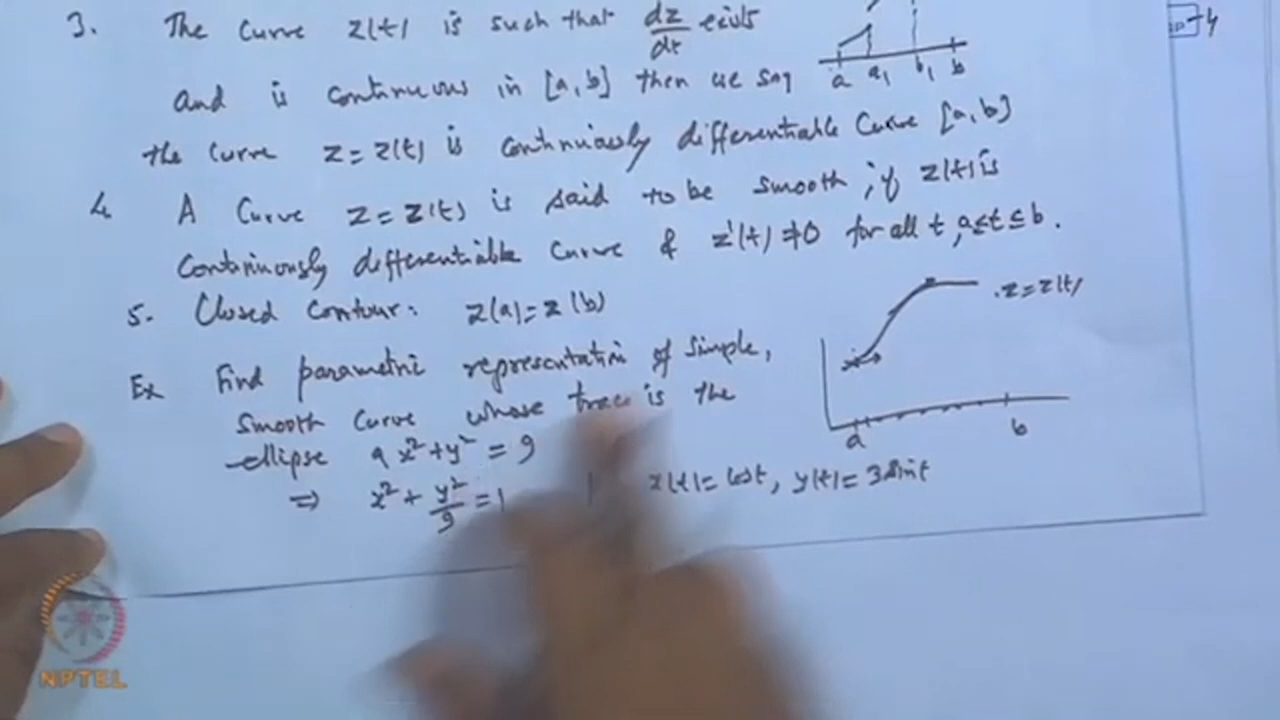 3. The curve z(t) is such that dz/dt exists
and is continuous in [a, b] then we say
a a₁ b₁ b
the curve z = z(t) is continuously differentiable curve [a, b]
4 A curve z = z(t) is said to be smooth, if z(t) is
continuously differentiable curve & z'(t) ≠ 0 for all t, a ≤ t ≤ b.
5. Closed contour: z(a) = z(b)
z = z(t)
Ex Find parametric representation of simple,
smooth curve whose trace is the
a b
ellipse 9x² + y² = 9
⇒ x² + y²/9 = 1 x(t) = cost, y(t) = 3 sint
NPTEL